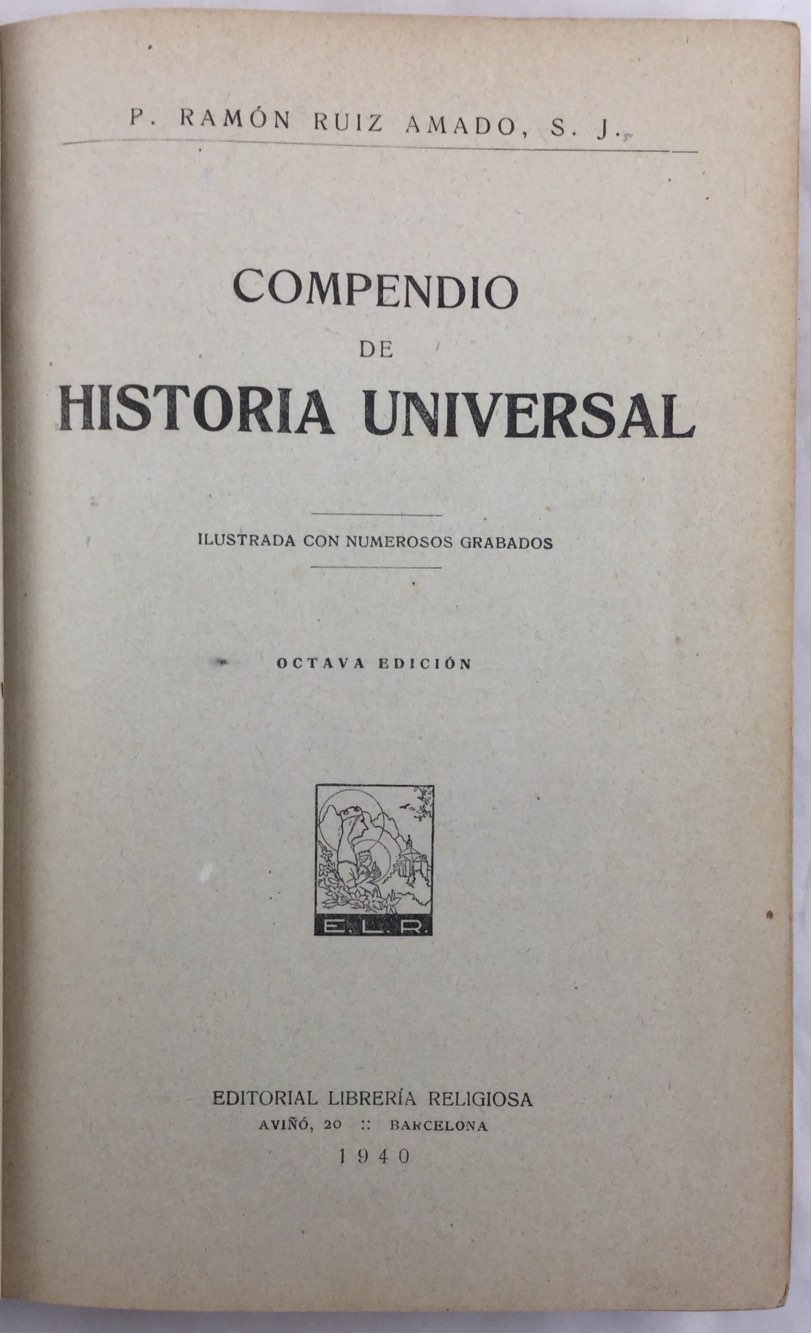 P. RAMÓN RUIZ AMADO, S. J.
COMPENDIO
DE
HISTORIA UNIVERSAL
ILUSTRADA CON NUMEROSOS GRABADOS
OCTAVA EDICIÓN
E.L.R.
EDITORIAL LIBRERÍA RELIGIOSA
AVIÑÓ, 20 :: BARCELONA
1940